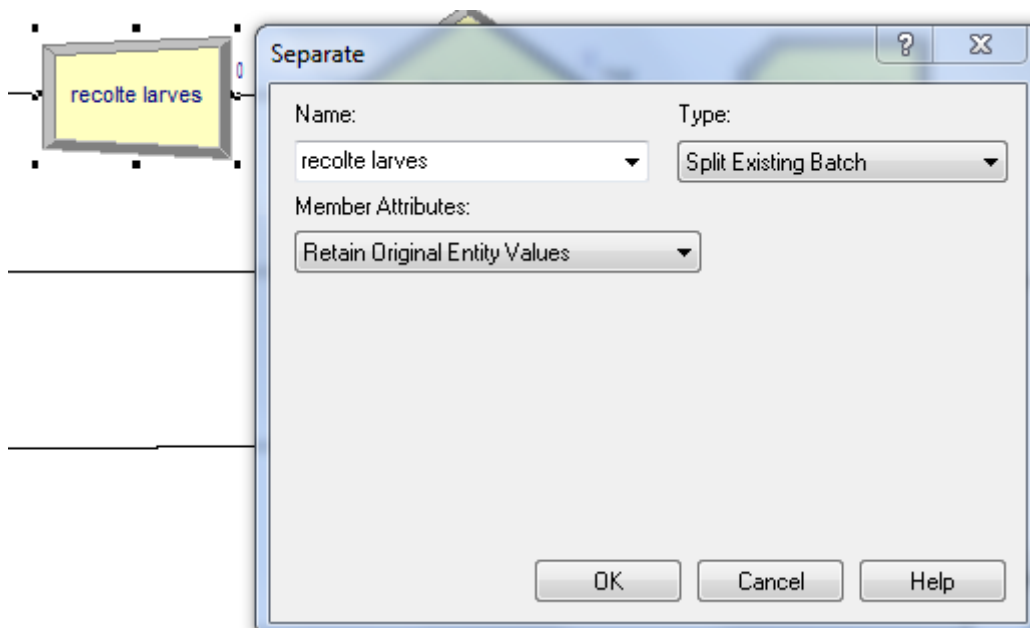 recolte larves
0
Separate
?
Name:
Type:
recolte larves
Split Existing Batch
Member Attributes:
Retain Original Entity Values
OK
Cancel
Help